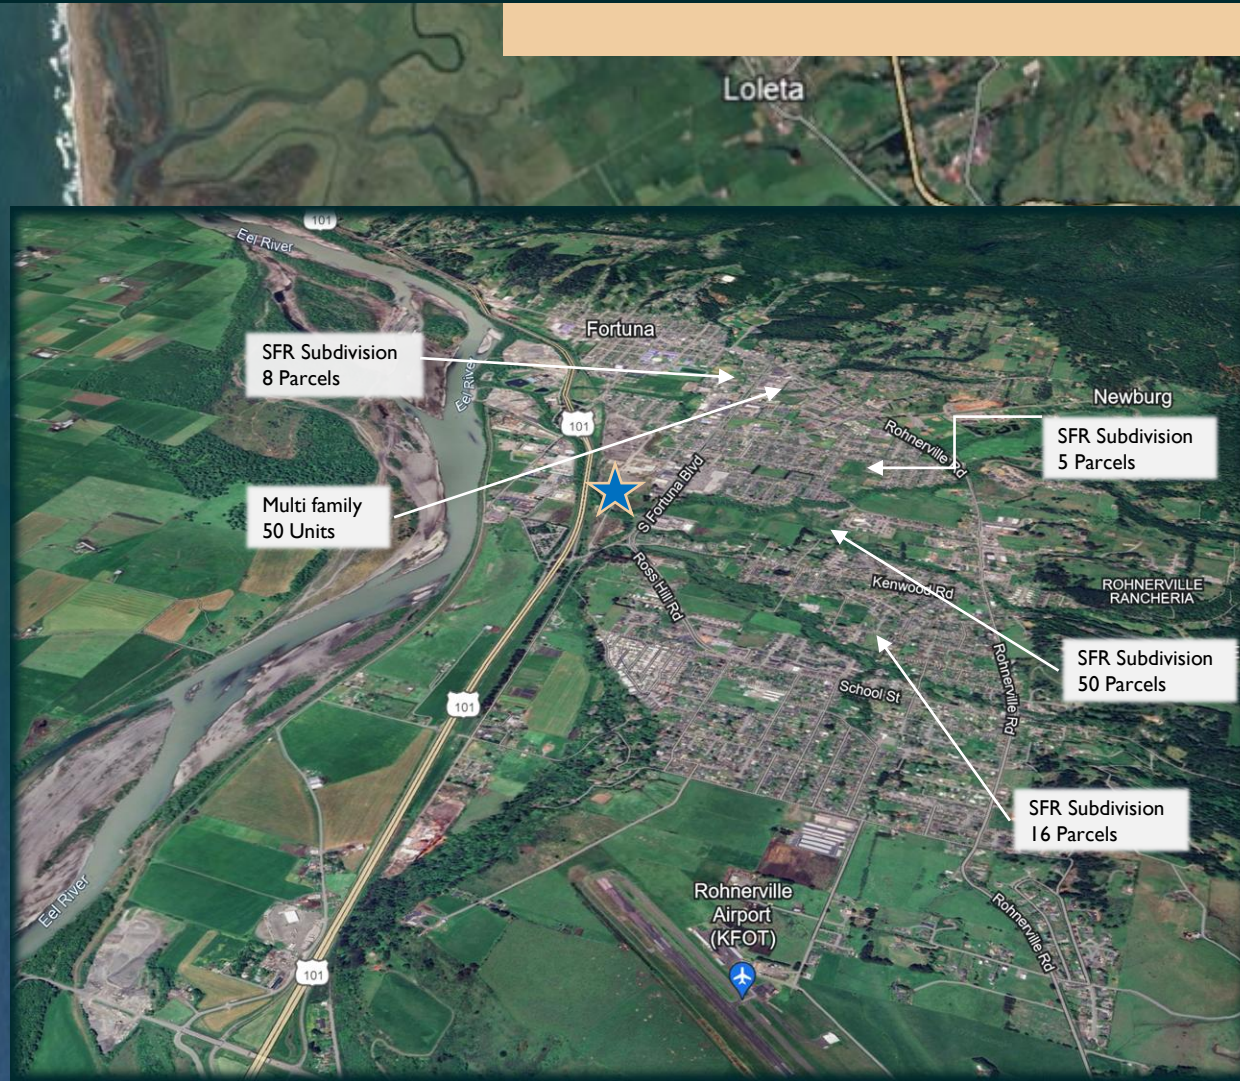 Loleta
101
Eel River
Fortuna
SFR Subdivision
8 Parcels
Eel River
Newburg
101
Rohnerville Rd
SFR Subdivision
5 Parcels
S Fortuna Blvd
Multi family
50 Units
Ross Hill Rd
Kenwood Rd
ROHNERVILLE
RANCHERIA
SFR Subdivision
50 Parcels
Rohnerville Rd
School St
101
SFR Subdivision
16 Parcels
Eel River
Rohnerville
Airport
(KFOT)
Rohnerville Rd
101